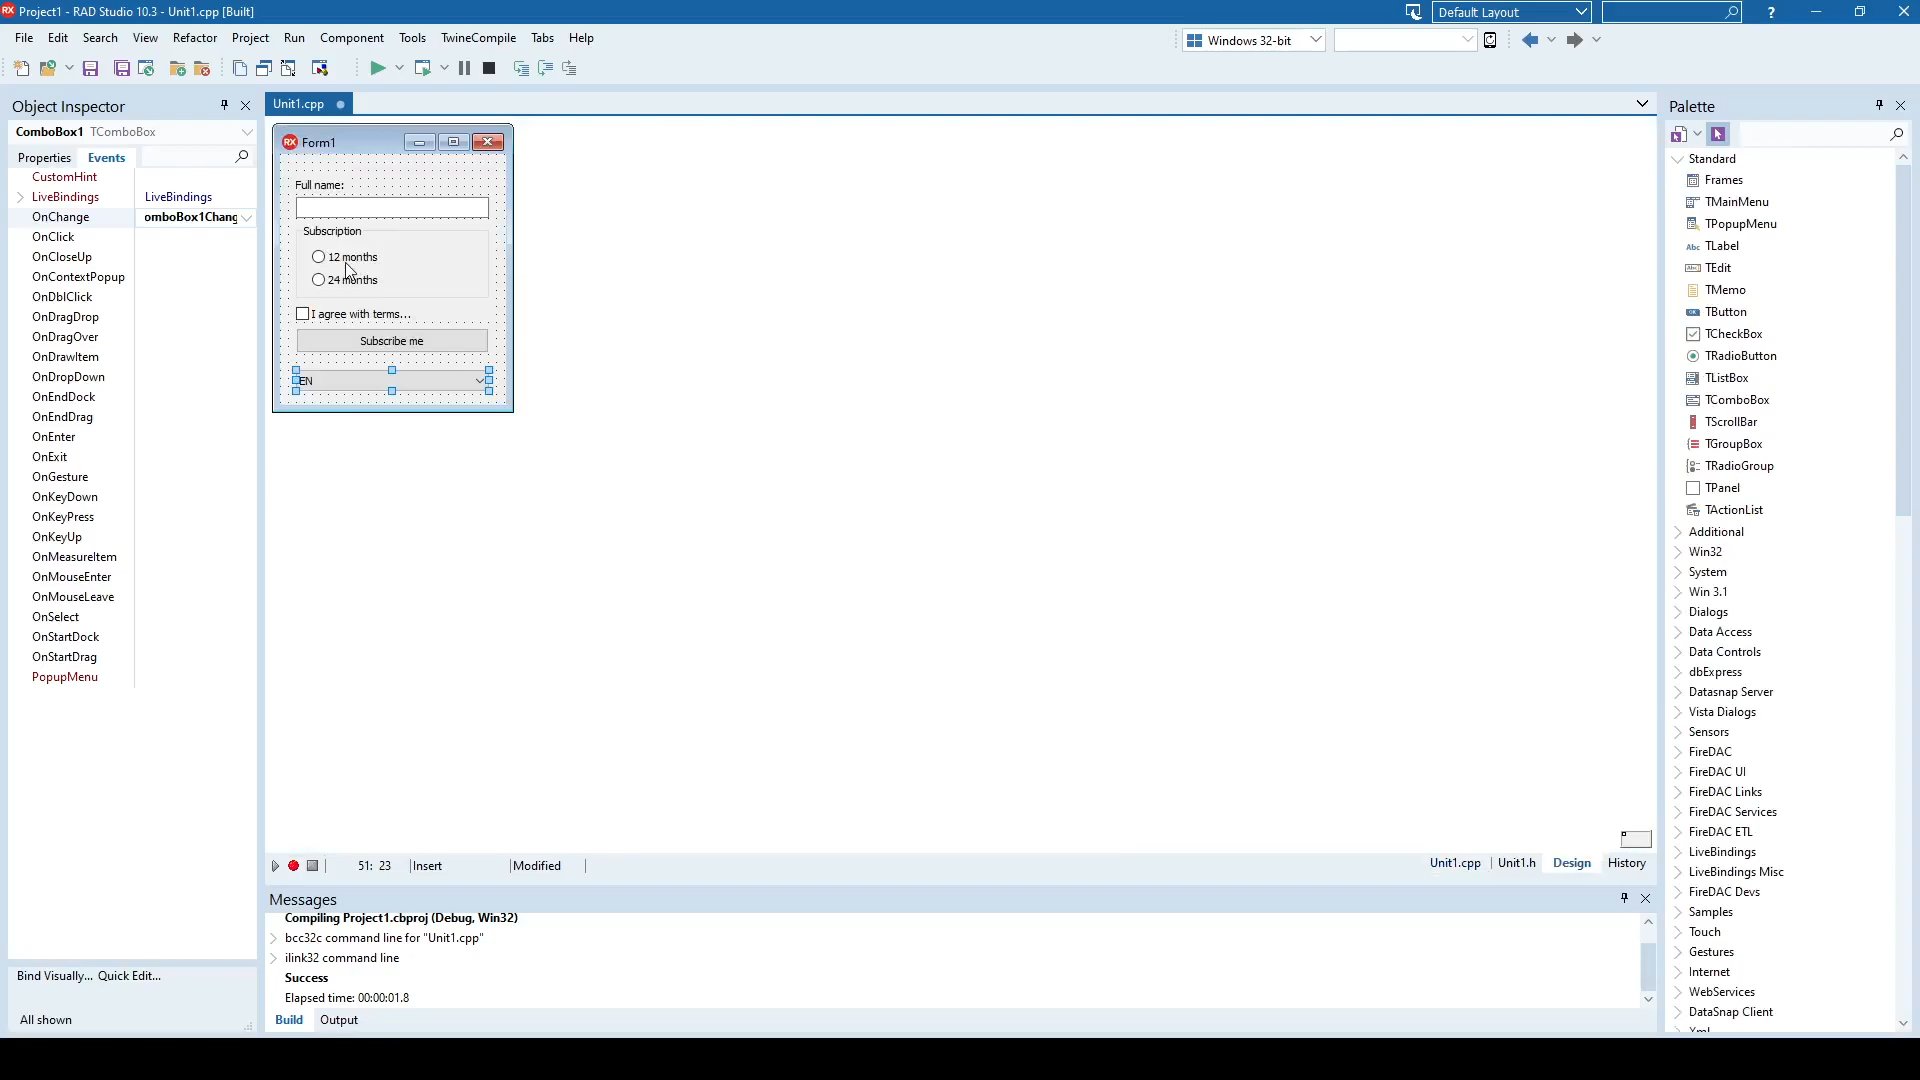 Project1 - RAD Studio 10.3 - Unit1.cpp [Built]
Default Layout
?
File Edit Search View Refactor Project Run Component Tools TwineCompile Tabs Help
Windows 32-bit
Object Inspector
ComboBox1 TComboBox
Properties Events
CustomHint
LiveBindings LiveBindings
OnChange omboBox1Chang
OnClick
OnCloseUp
OnContextPopup
OnDblClick
OnDragDrop
OnDragOver
OnDrawItem
OnDropDown
OnEndDock
OnEndDrag
OnEnter
OnExit
OnGesture
OnKeyDown
OnKeyPress
OnKeyUp
OnMeasureItem
OnMouseEnter
OnMouseLeave
OnSelect
OnStartDock
OnStartDrag
PopupMenu
Bind Visually... Quick Edit...
All shown
Unit1.cpp
Form1
Full name:
Subscription
12 months
24 months
I agree with terms...
Subscribe me
EN
51: 23 Insert Modified
Unit1.cpp Unit1.h Design History
Messages
Compiling Project1.cbproj (Debug, Win32)
bcc32c command line for "Unit1.cpp"
ilink32 command line
Success
Elapsed time: 00:00:01.8
Build Output
Palette
Standard
Frames
TMainMenu
TPopupMenu
TLabel
TEdit
TMemo
TButton
TCheckBox
TRadioButton
TListBox
TComboBox
TScrollBar
TGroupBox
TRadioGroup
TPanel
TActionList
Additional
Win32
System
Win 3.1
Dialogs
Data Access
Data Controls
dbExpress
Datasnap Server
Vista Dialogs
Sensors
FireDAC
FireDAC UI
FireDAC Links
FireDAC Services
FireDAC ETL
LiveBindings
LiveBindings Misc
FireDAC Devs
Samples
Touch
Gestures
Internet
WebServices
DataSnap Client
Xml